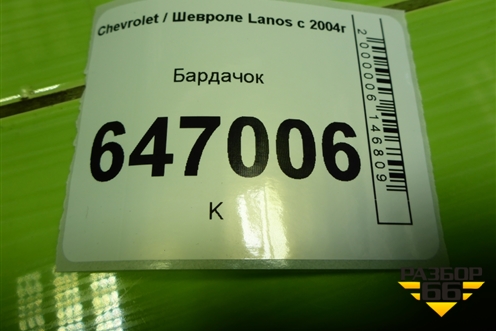 Chevrolet / Шевроле Lanos с 2004г
Бардачок
647006
К
2000006146809
РАЗБОР
66